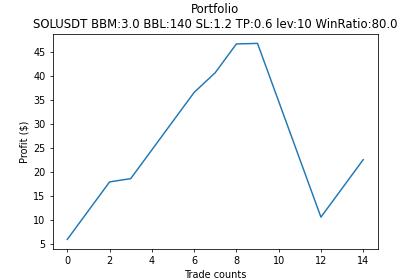 Portfolio
SOLUSDT BBM:3.0 BBL:140 SL:1.2 TP:0.6 lev:10 WinRatio:80.0
Profit ($)
45
40
35
30
25
20
15
10
5
0 2 4 6 8 10 12 14
Trade counts